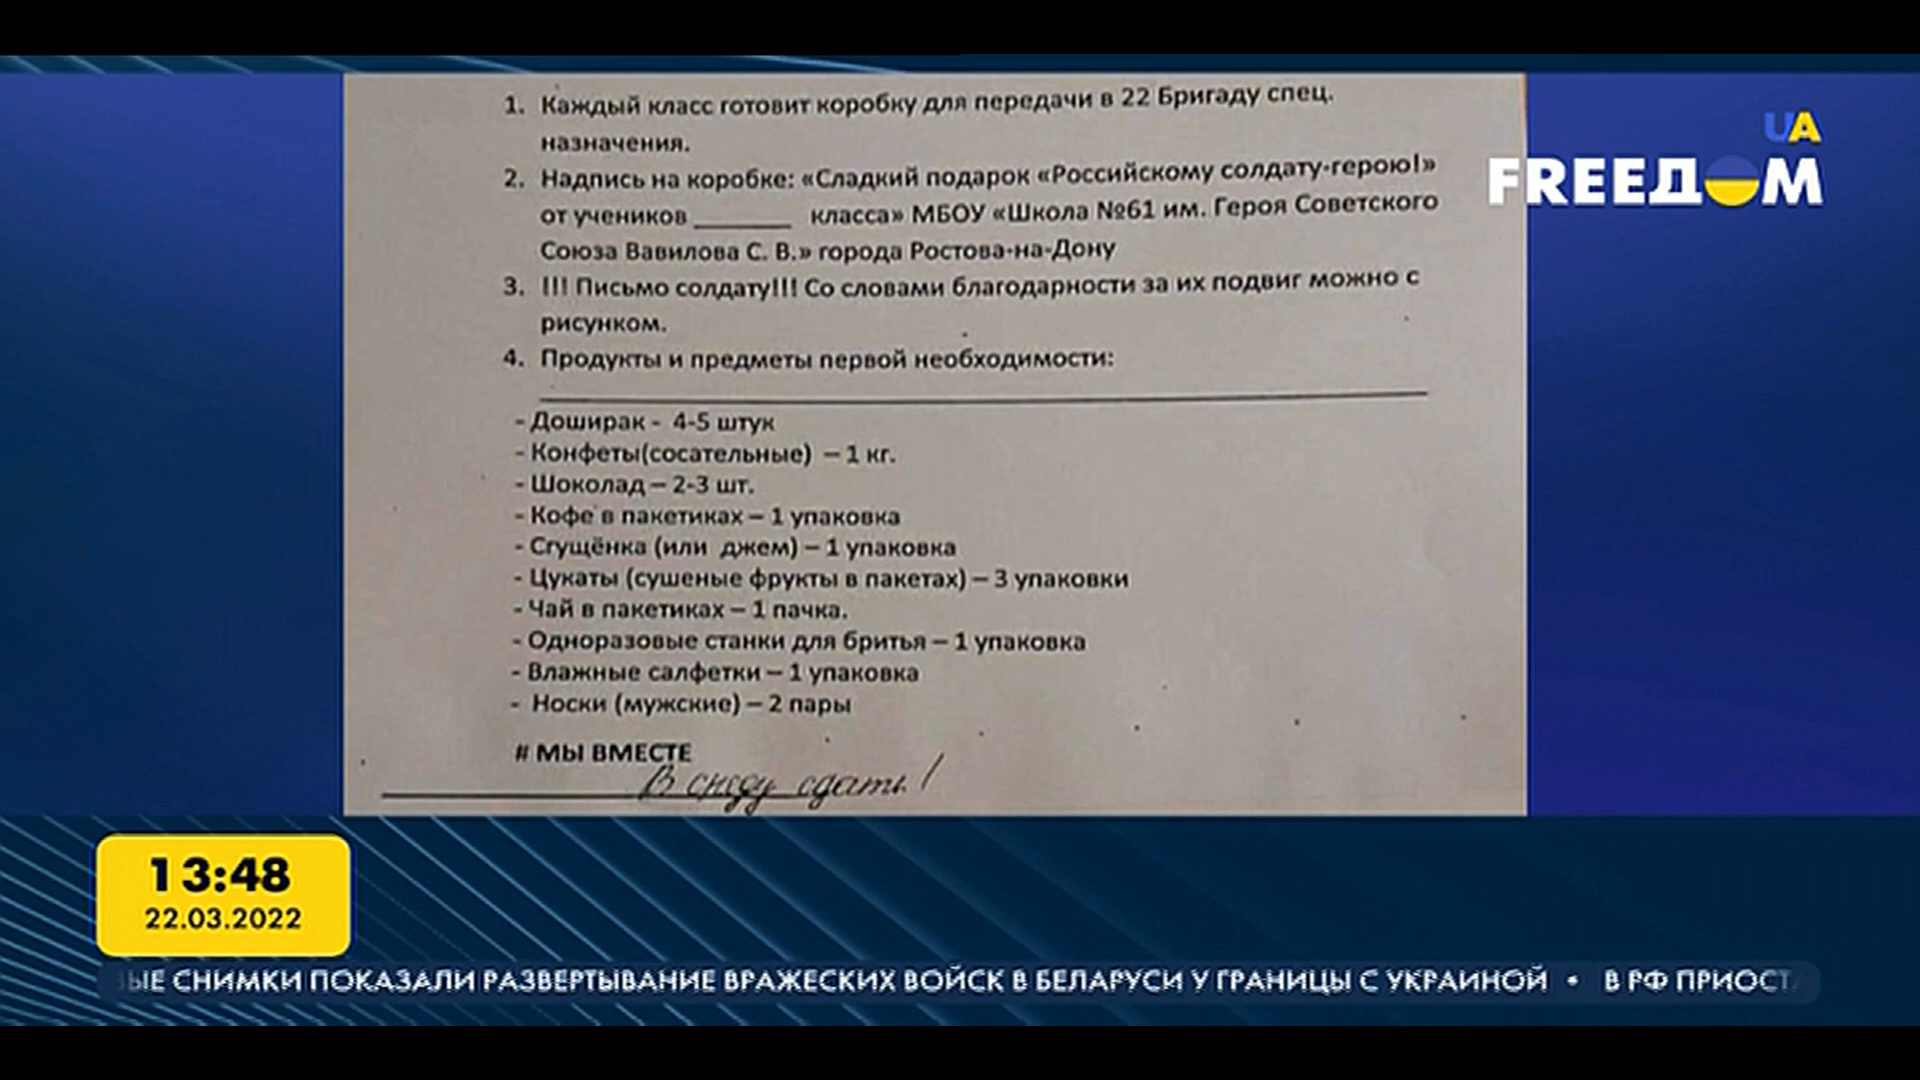 1. Каждый класс готовит коробку для передачи в 22 Бригаду спец.
назначения.
2. Надпись на коробке: «Сладкий подарок «Российскому солдату-герою!»
от учеников _______ класса» МБОУ «Школа №61 им. Героя Советского
Союза Вавилова С. В.» города Ростова-на-Дону
3. !!! Письмо солдату!!! Со словами благодарности за их подвиг можно с
рисунком.
4. Продукты и предметы первой необходимости:
- Доширак - 4-5 штук
- Конфеты(сосательные) – 1 кг.
- Шоколад – 2-3 шт.
- Кофе в пакетиках – 1 упаковка
- Сгущёнка (или джем) – 1 упаковка
- Цукаты (сушеные фрукты в пакетах) – 3 упаковки
- Чай в пакетиках – 1 пачка.
- Одноразовые станки для бритья – 1 упаковка
- Влажные салфетки – 1 упаковка
- Носки (мужские) – 2 пары
# МЫ ВМЕСТЕ
В среду сдать!
UA
FREEДOM
13:48
22.03.2022
ЫЕ СНИМКИ ПОКАЗАЛИ РАЗВЕРТЫВАНИЕ ВРАЖЕСКИХ ВОЙСК В БЕЛАРУСИ У ГРАНИЦЫ С УКРАИНОЙ • В РФ ПРИОСТ